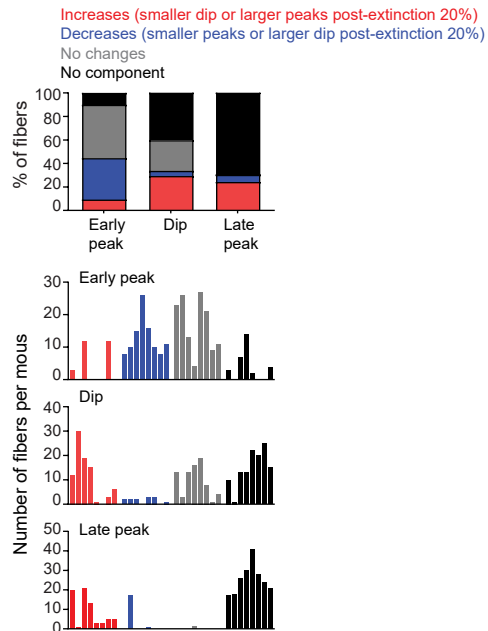 Increases (smaller dip or larger peaks post-extinction 20%)
Decreases (smaller peaks or larger dip post-extinction 20%)
No changes
No component
% of fibers
100
80
60
40
20
0
Early peak
Dip
Late peak
Number of fibers per mous
Early peak
30
20
10
0
Dip
40
30
20
10
0
Late peak
50
40
30
20
10
0